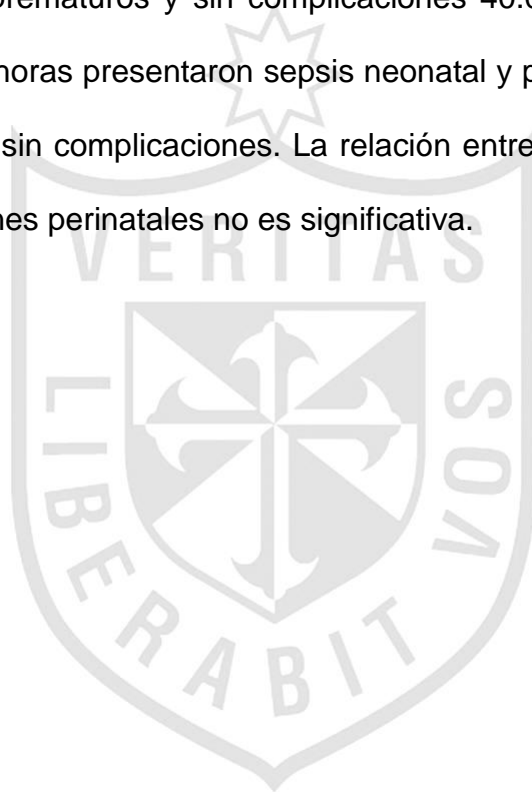 prematuros y sin complicaciones
horas presentaron sepsis neonatal y
sin complicaciones. La relación entre
nes perinatales no es significativa.
VERITAS
LIBERABIT
VOS